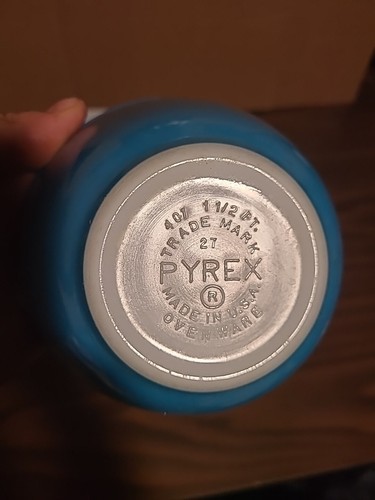 401 1 1/2 PT.
TRADE MARK
27
PYREX
®
MADE IN U.S.A.
OVENWARE